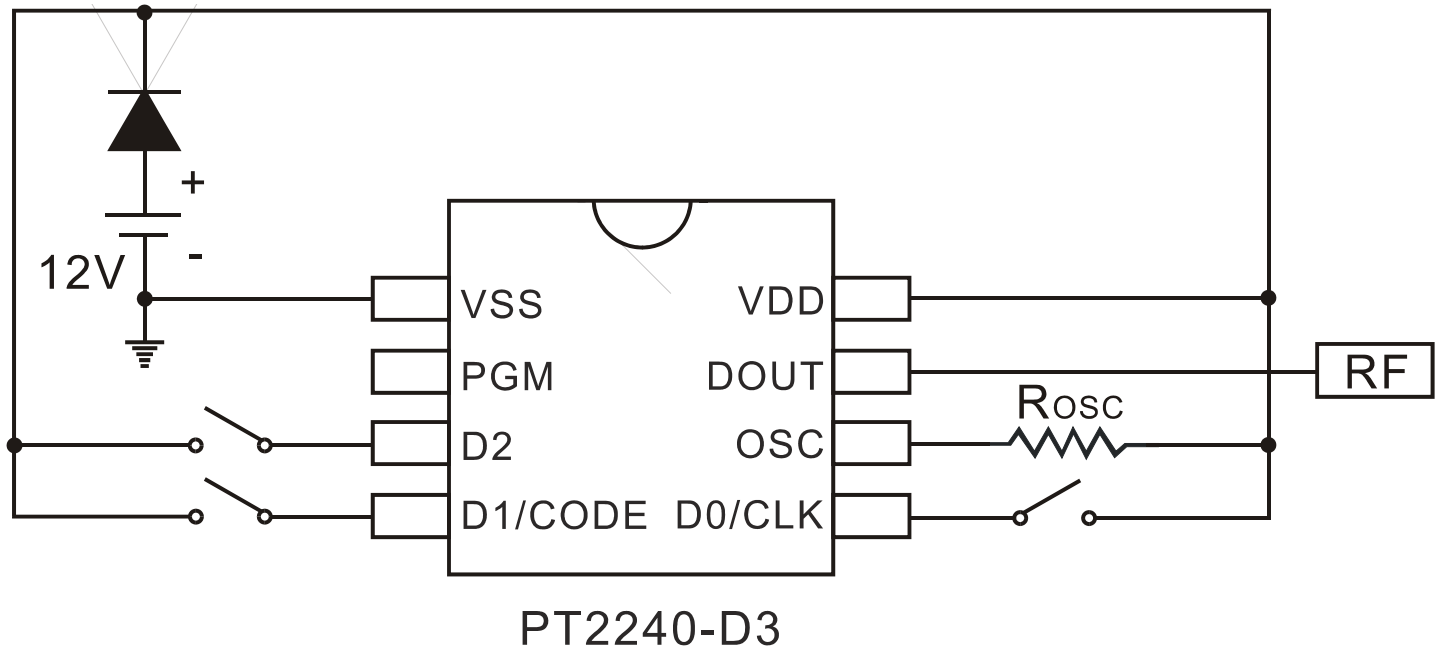 +
12V
-
VSS
VDD
PGM
DOUT
RF
ROSC
D2
OSC
D1/CODE
D0/CLK
PT2240-D3